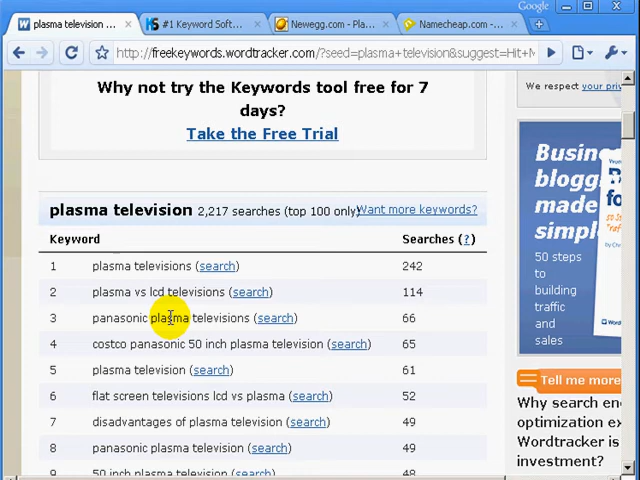 Google
plasma television ...
#1 Keyword Soft...
Newegg.com - Pla...
Namecheap.com -...
http://freekeywords.wordtracker.com/?seed=plasma+television&suggest=Hit+M
Why not try the Keywords tool free for 7
days?
Take the Free Trial
We respect your priv
plasma television 2,217 searches (top 100 only) Want more keywords?
Keyword Searches (?)
1 plasma televisions (search) 242
2 plasma vs lcd televisions (search) 114
3 panasonic plasma televisions (search) 66
4 costco panasonic 50 inch plasma television (search) 65
5 plasma television (search) 61
6 flat screen televisions lcd vs plasma (search) 52
7 disadvantages of plasma television (search) 49
8 panasonic plasma television (search) 49
9 50 inch plasma television (search) 48
Busine
blogg
made
simpl
50 steps
to
building
traffic
and
sales
Tell me more
Why search en
optimization ex
Wordtracker is
investment?